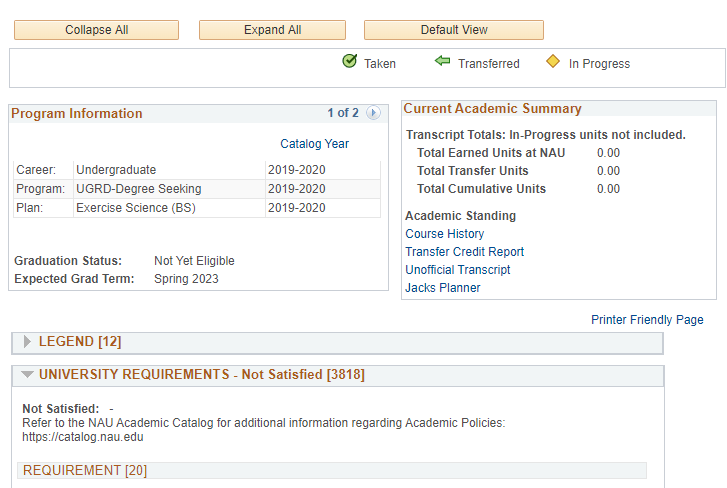 Collapse All
Expand All
Default View
Taken
Transferred
In Progress
Program Information
1 of 2
Catalog Year
Career: Undergraduate 2019-2020
Program: UGRD-Degree Seeking 2019-2020
Plan: Exercise Science (BS) 2019-2020
Graduation Status: Not Yet Eligible
Expected Grad Term: Spring 2023
Current Academic Summary
Transcript Totals: In-Progress units not included.
Total Earned Units at NAU 0.00
Total Transfer Units 0.00
Total Cumulative Units 0.00
Academic Standing
Course History
Transfer Credit Report
Unofficial Transcript
Jacks Planner
Printer Friendly Page
LEGEND [12]
UNIVERSITY REQUIREMENTS - Not Satisfied [3818]
Not Satisfied: -
Refer to the NAU Academic Catalog for additional information regarding Academic Policies:
https://catalog.nau.edu
REQUIREMENT [20]